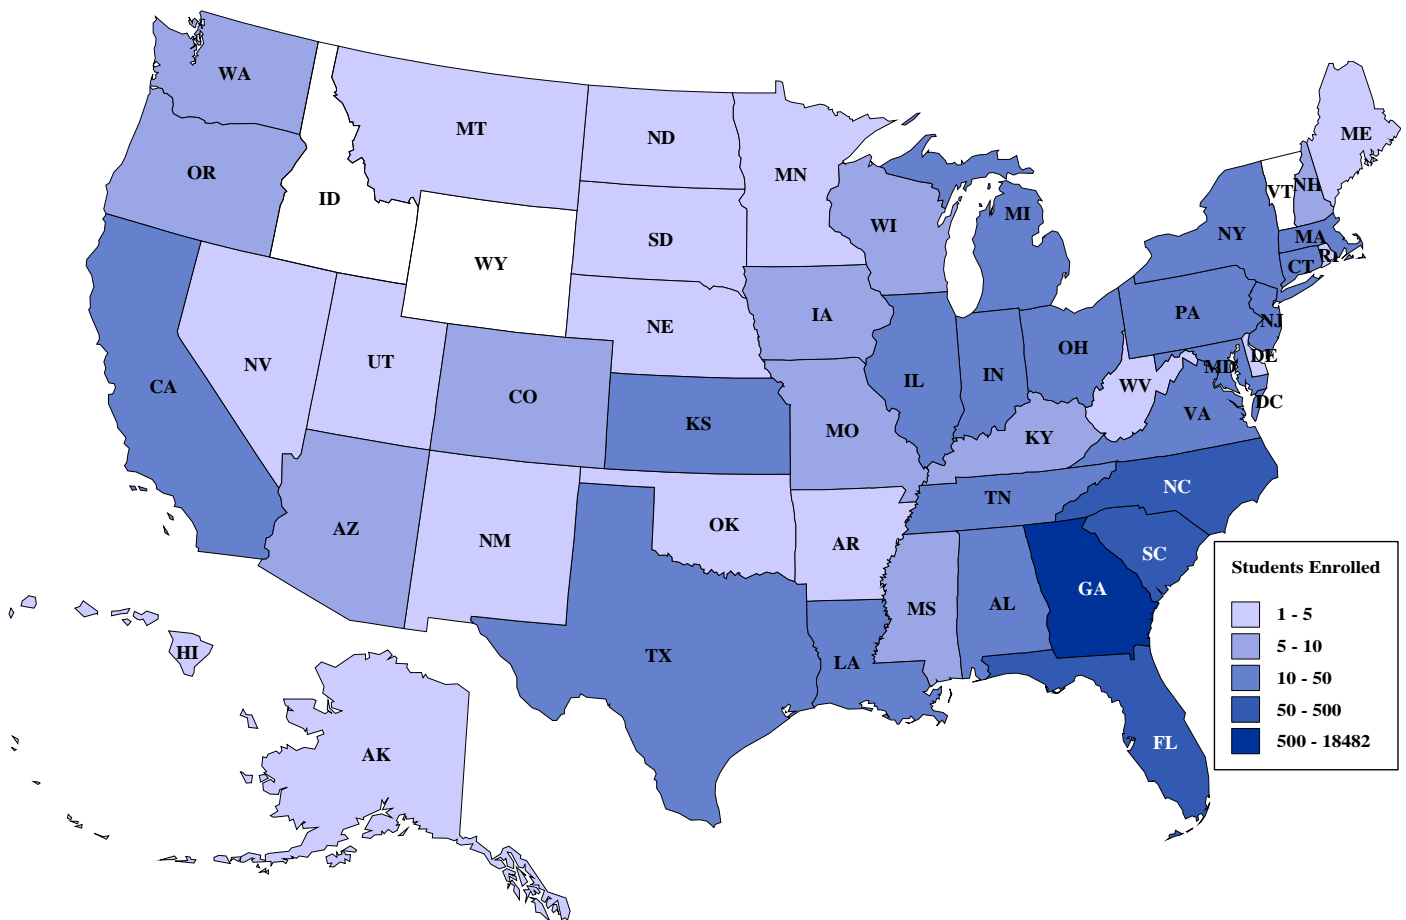 WA
MT
ND
MN
ME
OR
ID
WI
MI
VT
NH
SD
WY
NY
MA
RI
CT
NE
IA
PA
NJ
NV
UT
CO
IL
IN
OH
MD
DE
WV
DC
CA
KS
MO
KY
VA
AZ
NM
OK
AR
TN
NC
SC
MS
AL
GA
TX
LA
FL
HI
AK
Students Enrolled
1 - 5
5 - 10
10 - 50
50 - 500
500 - 18482